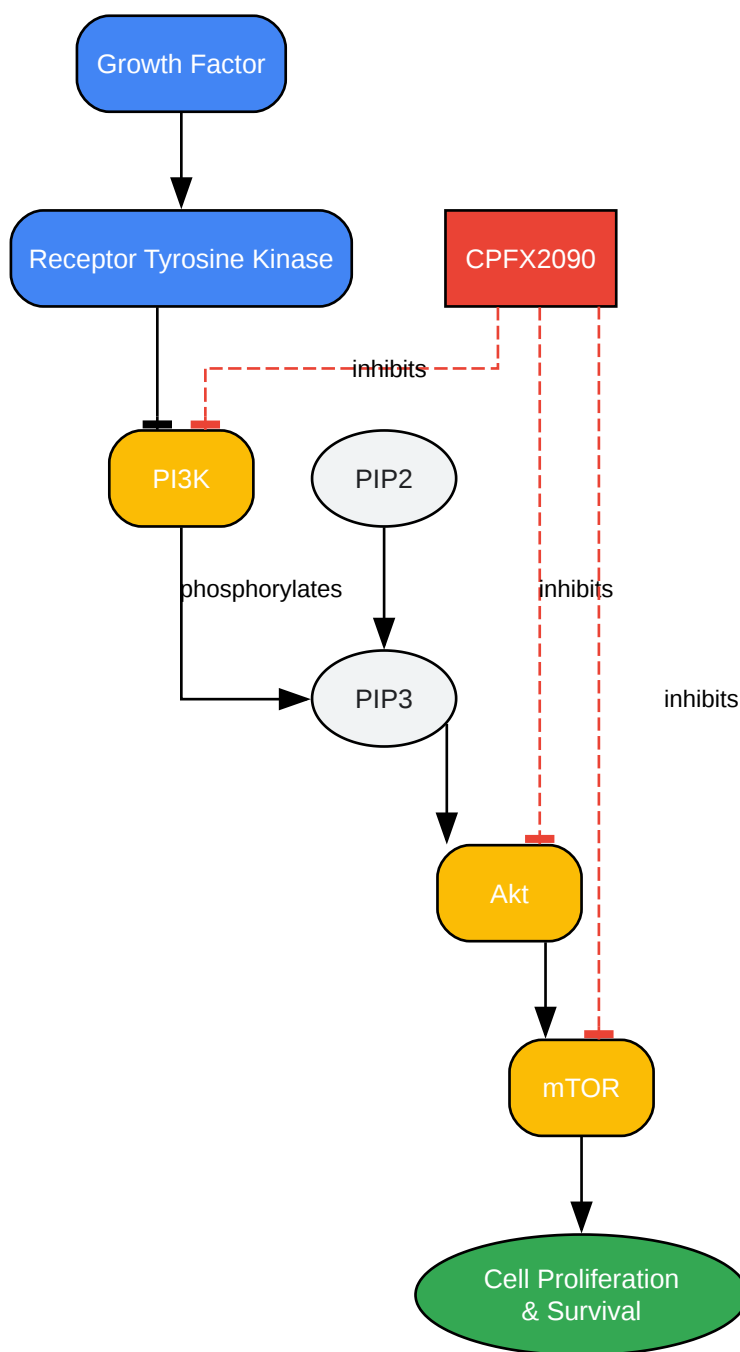 Growth Factor
Receptor Tyrosine Kinase
CPFX2090
inhibits
PI3K
PIP2
phosphorylates
inhibits
PIP3
inhibits
Akt
mTOR
Cell Proliferation
& Survival